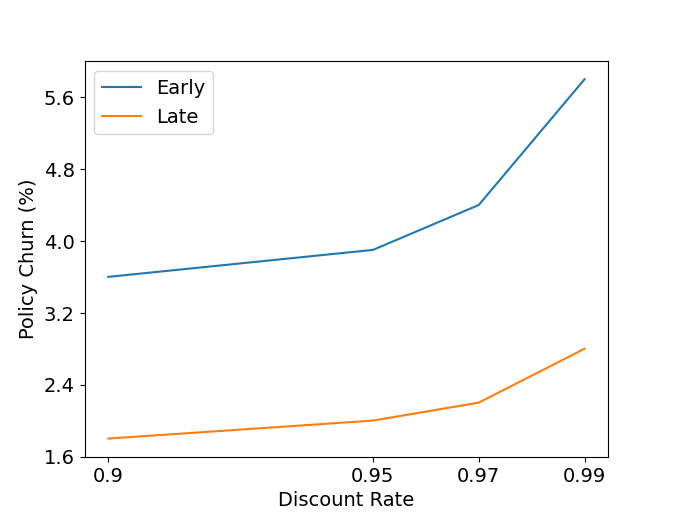 Early
Late
5.6
4.8
4.0
3.2
2.4
1.6
Policy Churn (%)
0.9 0.95 0.97 0.99
Discount Rate